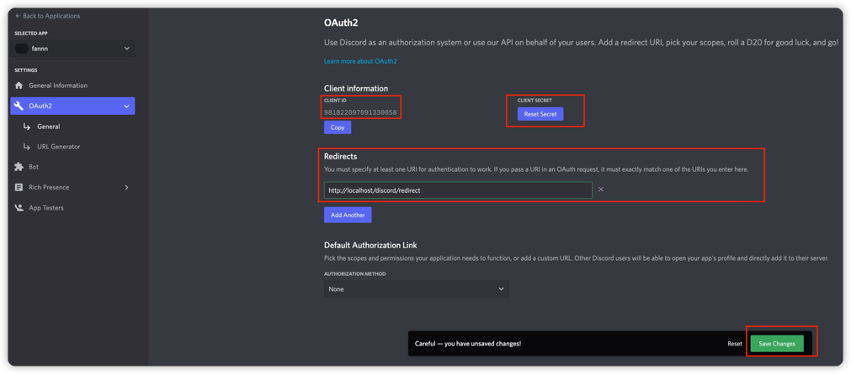 ← Back to Applications
SELECTED APP
fannn
SETTINGS
General Information
OAuth2
General
URL Generator
Bot
Rich Presence
App Testers
OAuth2
Use Discord as an authorization system or use our API on behalf of your users. Add a redirect URI, pick your scopes, roll a D20 for good luck, and go!
Learn more about OAuth2
Client information
CLIENT ID
981822097091330058
Copy
CLIENT SECRET
Reset Secret
Redirects
You must specify at least one URI for authentication to work. If you pass a URI in an OAuth request, it must exactly match one of the URIs you enter here.
http://localhost/discord/redirect
Add Another
Default Authorization Link
Pick the scopes and permissions your application needs to function, or add a custom URL. Other Discord users will be able to open your app's profile and directly add it to their server.
AUTHORIZATION METHOD
None
Careful — you have unsaved changes!
Reset
Save Changes